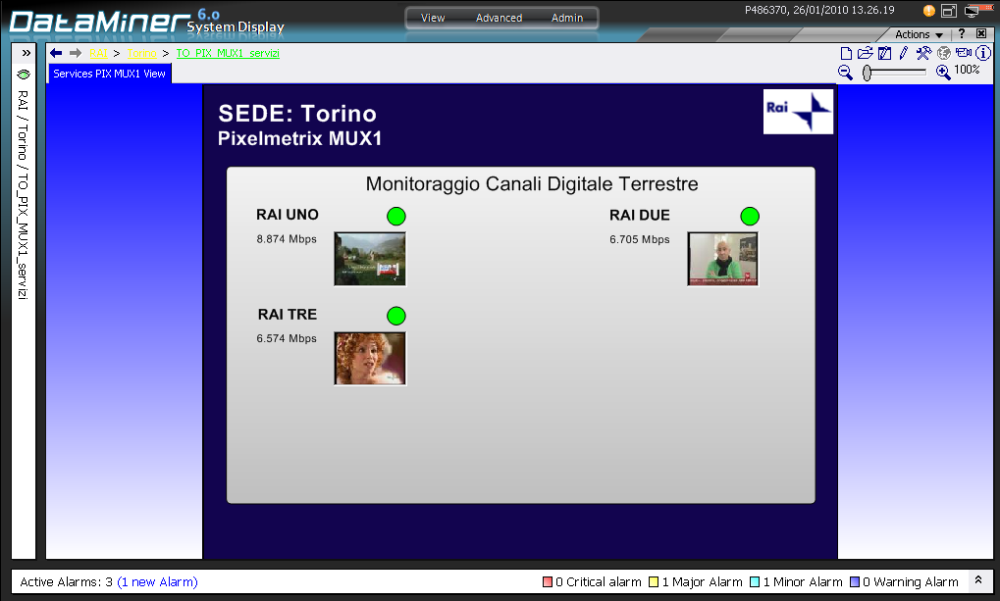 DATAMINER 6.0
System Display
View Advanced Admin
P486370, 26/01/2010 13.26.19
Actions ?
»
RAI > Torino > TO_PIX_MUX1_servizi
100%
Services PIX MUX1 View
RAI / Torino / TO_PIX_MUX1_servizi
SEDE: Torino
Pixelmetrix MUX1
Rai
Monitoraggio Canali Digitale Terrestre
RAI UNO
8.874 Mbps
RAI DUE
6.705 Mbps
RAI TRE
6.574 Mbps
Active Alarms: 3 (1 new Alarm)
0 Critical alarm 1 Major Alarm 1 Minor Alarm 0 Warning Alarm